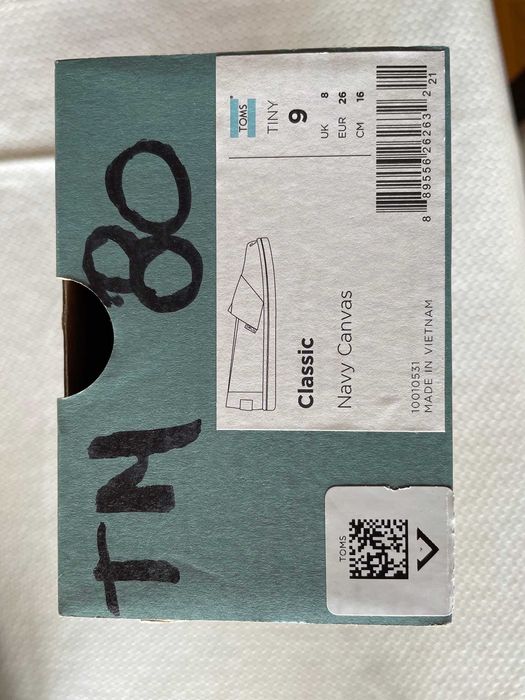 TN 80
TOMS®
TINY
9
UK 8
EUR 26
CM 16
Classic
Navy Canvas
10010531
MADE IN VIETNAM
8 89556 26263 2 21
TOMS